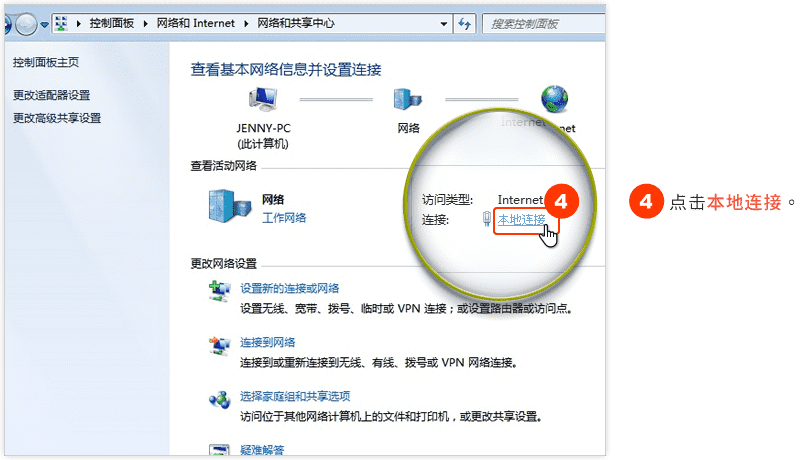 控制面板 ▸ 网络和 Internet ▸ 网络和共享中心
搜索控制面板
控制面板主页
更改适配器设置
更改高级共享设置
查看基本网络信息并设置连接
JENNY-PC
(此计算机)
网络
Internet
查看活动网络
网络
工作网络
访问类型: Internet
连接: 本地连接
4
4 点击本地连接。
更改网络设置
设置新的连接或网络
设置无线、宽带、拨号、临时或 VPN 连接；或设置路由器或访问点。
连接到网络
连接到或重新连接到无线、有线、拨号或 VPN 网络连接。
选择家庭组和共享选项
访问位于其他网络计算机上的文件和打印机，或更改共享设置。
疑难解答